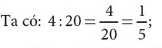 Ta có: 4 : 20 = 4/20 = 1/5;